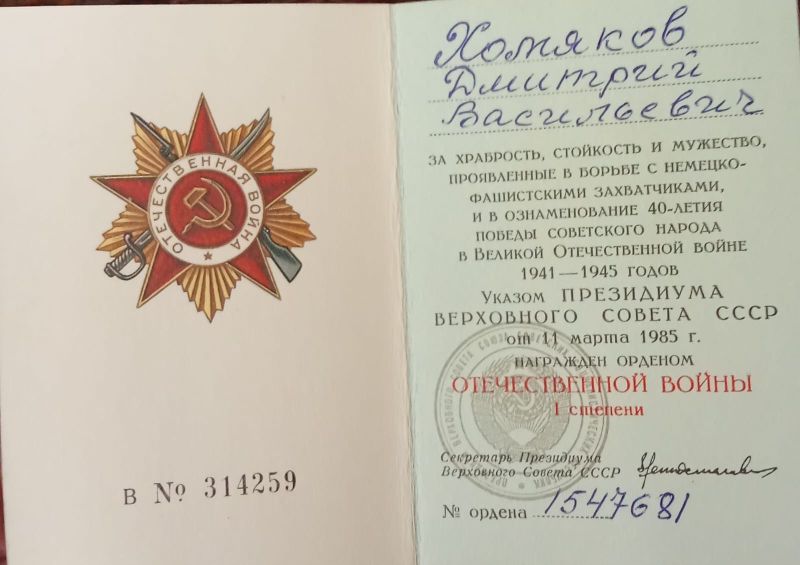 ОТЕЧЕСТВЕННАЯ ВОЙНА
В № 314259
Хомяков
Дмитрий
Васильевич
ЗА ХРАБРОСТЬ, СТОЙКОСТЬ И МУЖЕСТВО,
ПРОЯВЛЕННЫЕ В БОРЬБЕ С НЕМЕЦКО-
ФАШИСТСКИМИ ЗАХВАТЧИКАМИ,
И В ОЗНАМЕНОВАНИЕ 40-ЛЕТИЯ
ПОБЕДЫ СОВЕТСКОГО НАРОДА
В ВЕЛИКОЙ ОТЕЧЕСТВЕННОЙ ВОЙНЕ
1941—1945 ГОДОВ
УКАЗОМ ПРЕЗИДИУМА
ВЕРХОВНОГО СОВЕТА СССР
от 11 марта 1985 г.
НАГРАЖДЕН ОРДЕНОМ
ОТЕЧЕСТВЕННОЙ ВОЙНЫ
I степени
Секретарь Президиума
Верховного Совета СССР
№ ордена 1547681